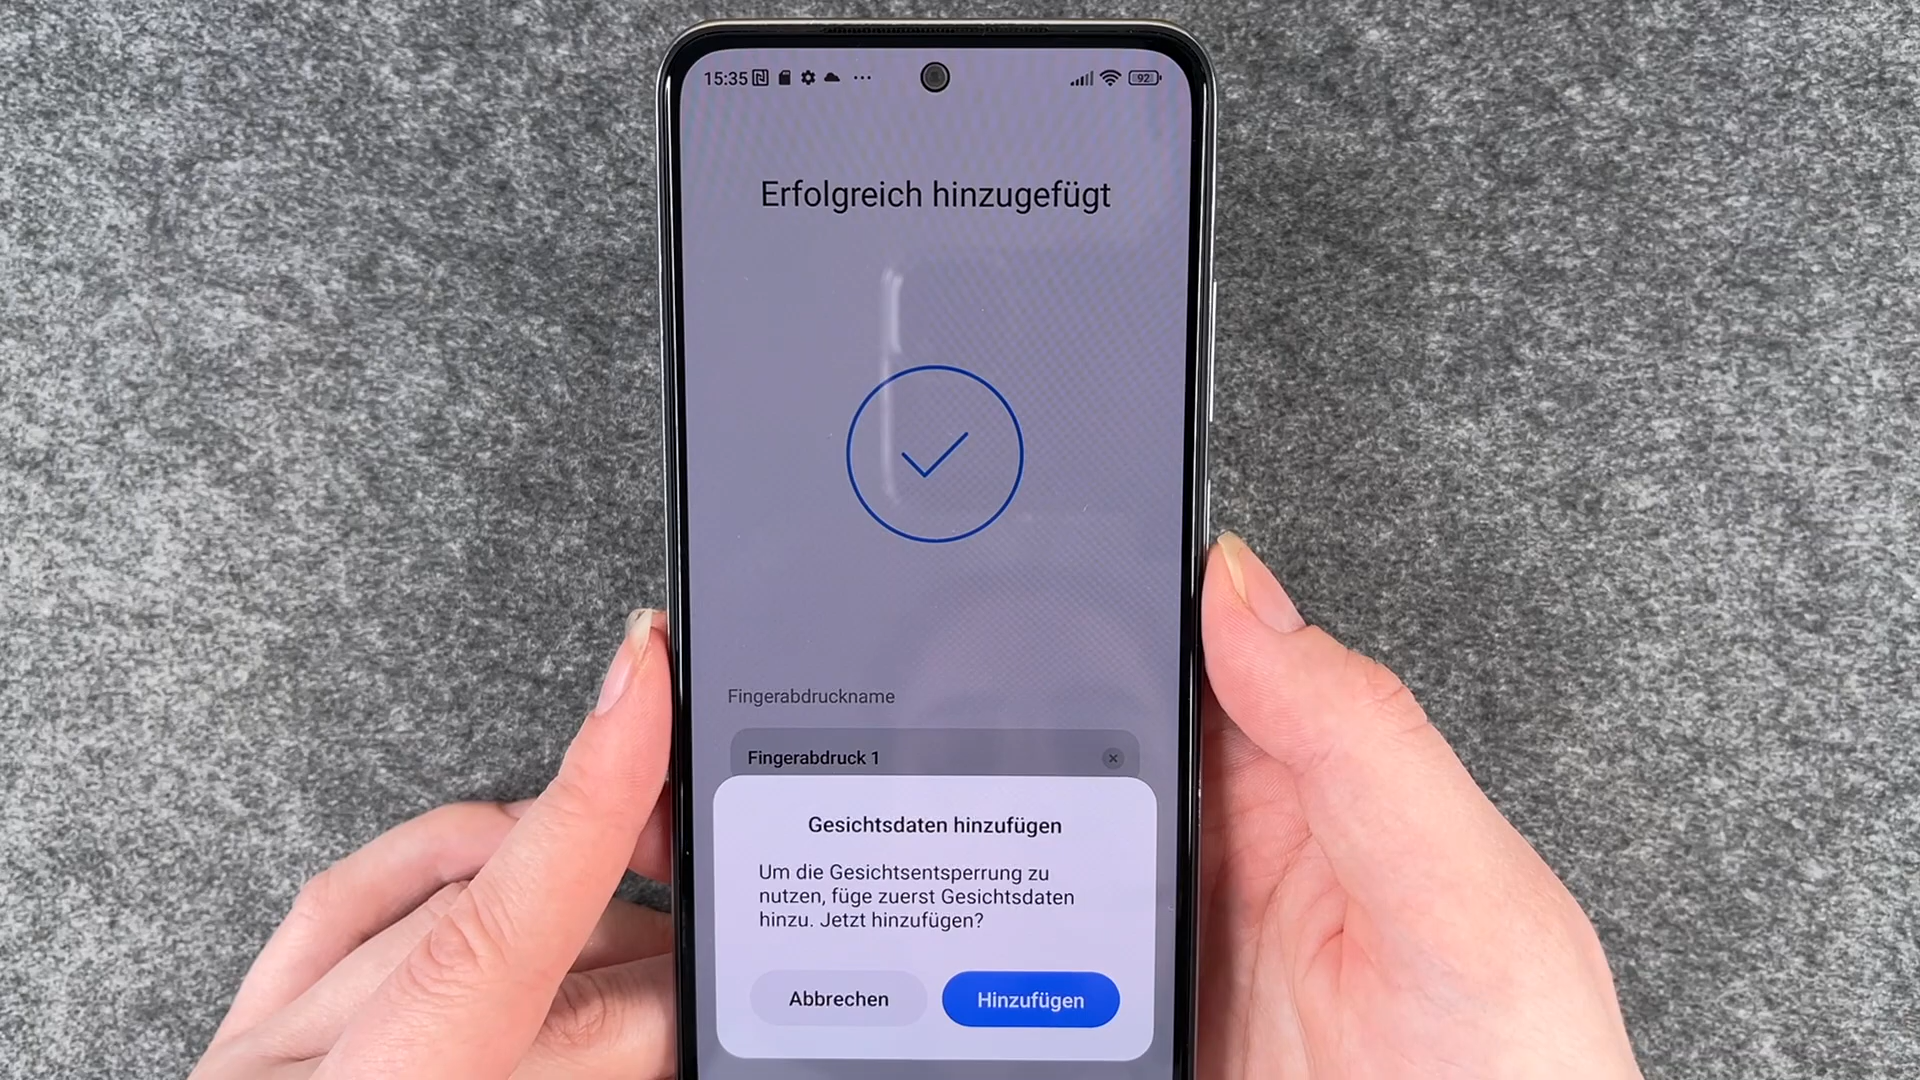 15:35
92
Erfolgreich hinzugefügt
Fingerabdruckname
Fingerabdruck 1
Gesichtsdaten hinzufügen
Um die Gesichtsentsperrung zu
nutzen, füge zuerst Gesichtsdaten
hinzu. Jetzt hinzufügen?
Abbrechen
Hinzufügen